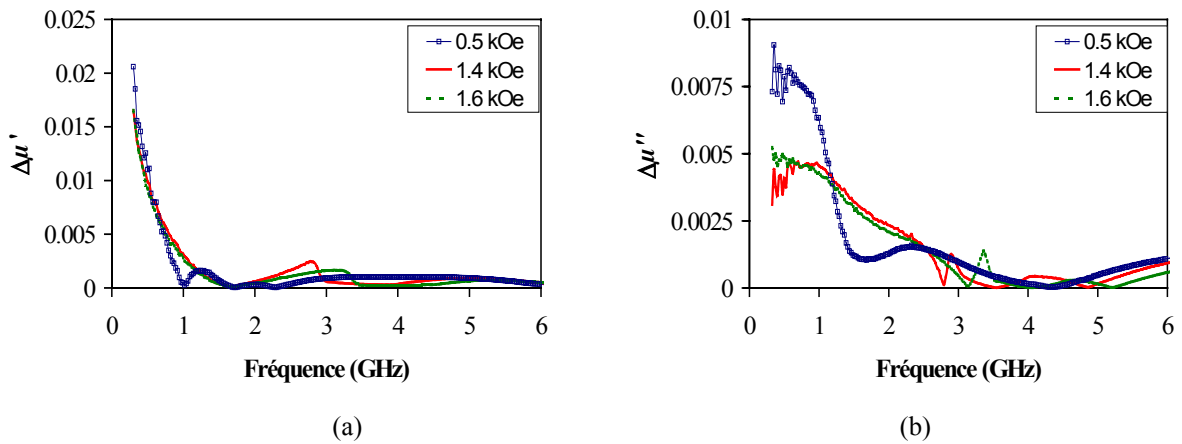 0.025
0.02
0.015
0.01
0.005
0
Δμ'
0.5 kOe
1.4 kOe
1.6 kOe
0 1 2 3 4 5 6
Fréquence (GHz)
(a)
0.01
0.0075
0.005
0.0025
0
Δμ''
0.5 kOe
1.4 kOe
1.6 kOe
0 1 2 3 4 5 6
Fréquence (GHz)
(b)